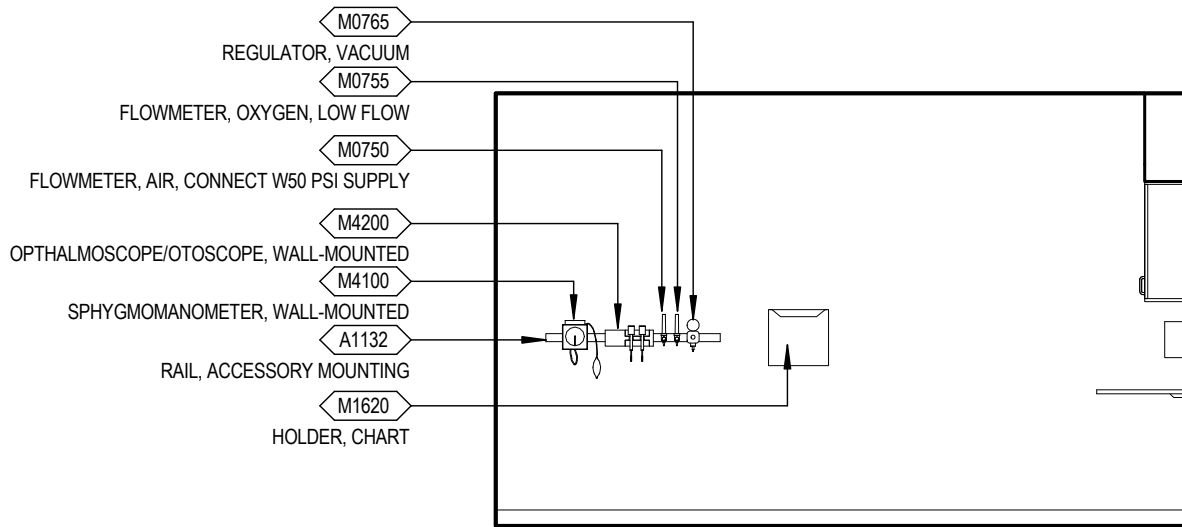 M0765
REGULATOR, VACUUM
M0755
FLOWMETER, OXYGEN, LOW FLOW
M0750
FLOWMETER, AIR, CONNECT W50 PSI SUPPLY
M4200
OPTHALMOSCOPE/OTOSCOPE, WALL-MOUNTED
M4100
SPHYGMOMANOMETER, WALL-MOUNTED
A1132
RAIL, ACCESSORY MOUNTING
M1620
HOLDER, CHART